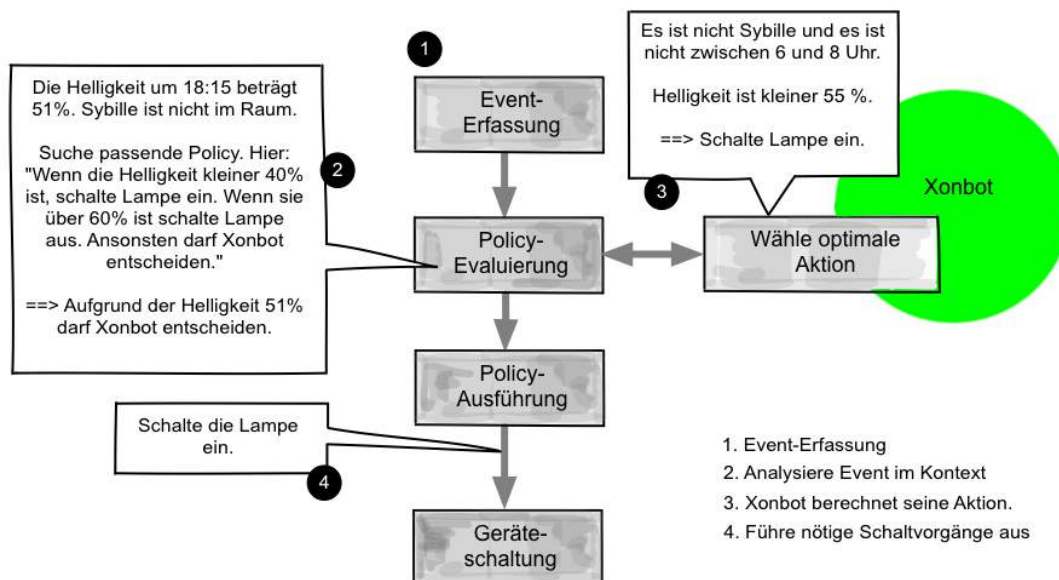 1
Event-
Erfassung
Die Helligkeit um 18:15 beträgt
51%. Sybille ist nicht im Raum.
Suche passende Policy. Hier:
"Wenn die Helligkeit kleiner 40%
ist, schalte Lampe ein. Wenn sie
über 60% ist schalte Lampe
aus. Ansonsten darf Xonbot
entscheiden."
==> Aufgrund der Helligkeit 51%
darf Xonbot entscheiden.
2
Policy-
Evaluierung
Es ist nicht Sybille und es ist
nicht zwischen 6 und 8 Uhr.
Helligkeit ist kleiner 55 %.
==> Schalte Lampe ein.
3
Xonbot
Wähle optimale
Aktion
Policy-
Ausführung
Schalte die Lampe
ein.
4
Geräte-
schaltung
1. Event-Erfassung
2. Analysiere Event im Kontext
3. Xonbot berechnet seine Aktion.
4. Führe nötige Schaltvorgänge aus